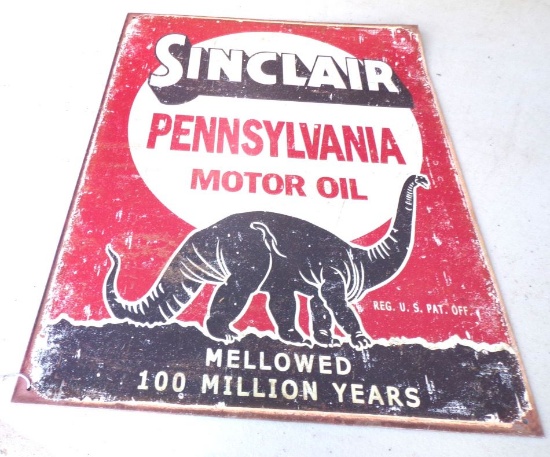 SINCLAIR
PENNSYLVANIA
MOTOR OIL
REG. U. S. PAT. OFF.
MELLOWED
100 MILLION YEARS